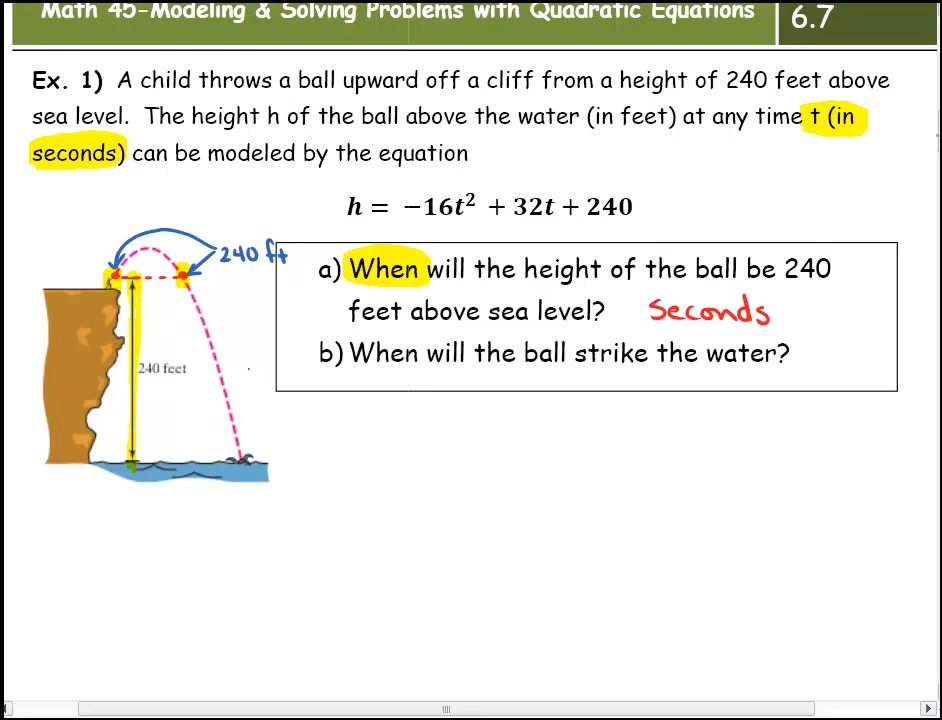 Math 45-Modeling & Solving Problems with Quadratic Equations
6.7
Ex. 1) A child throws a ball upward off a cliff from a height of 240 feet above
sea level. The height h of the ball above the water (in feet) at any time t (in
seconds) can be modeled by the equation
h = −16t² + 32t + 240
240 ft
a) When will the height of the ball be 240
feet above sea level? Seconds
b) When will the ball strike the water?
240 feet